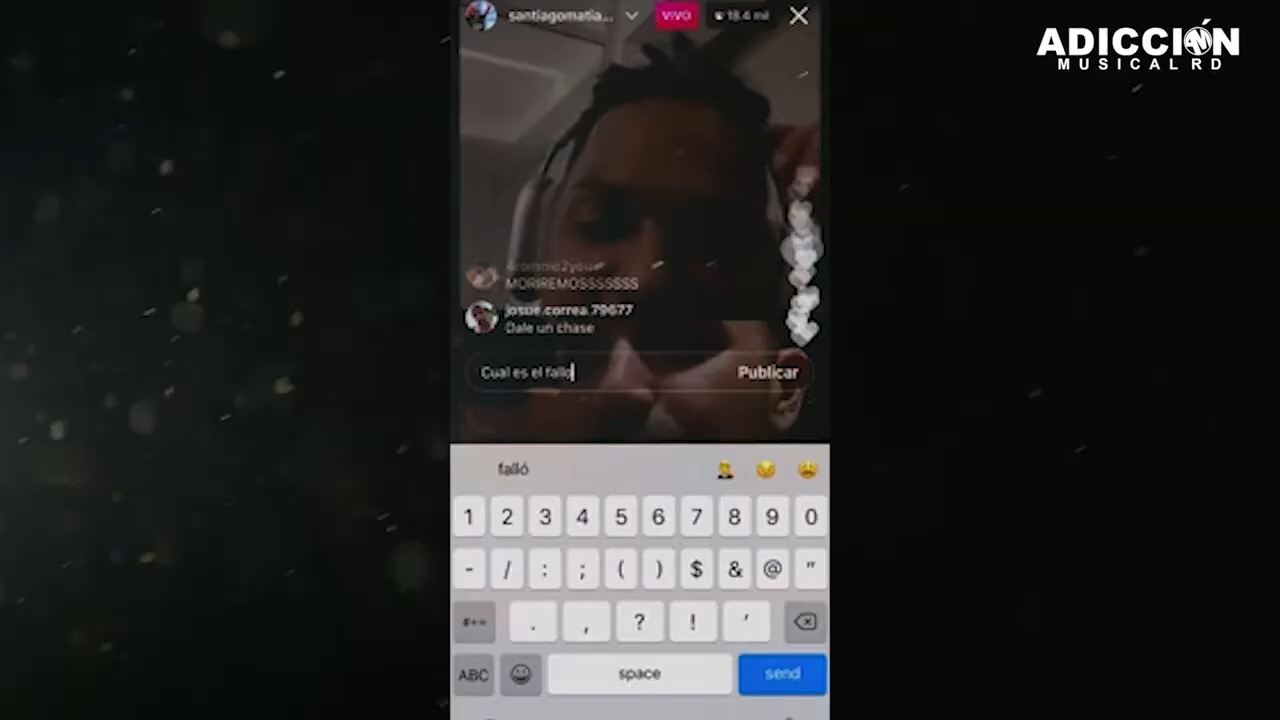 santiagomatia...
VIVO
18.4 mil
ADICCIÓN
MUSICAL RD
MORIREMOSSSSSSS
josue.correa.79677
Dale un chase
Cual es el fallo
Publicar
falló
1 2 3 4 5 6 7 8 9 0
- / : ; ( ) $ & @ "
#+=
. , ? ! ’
ABC
space
send